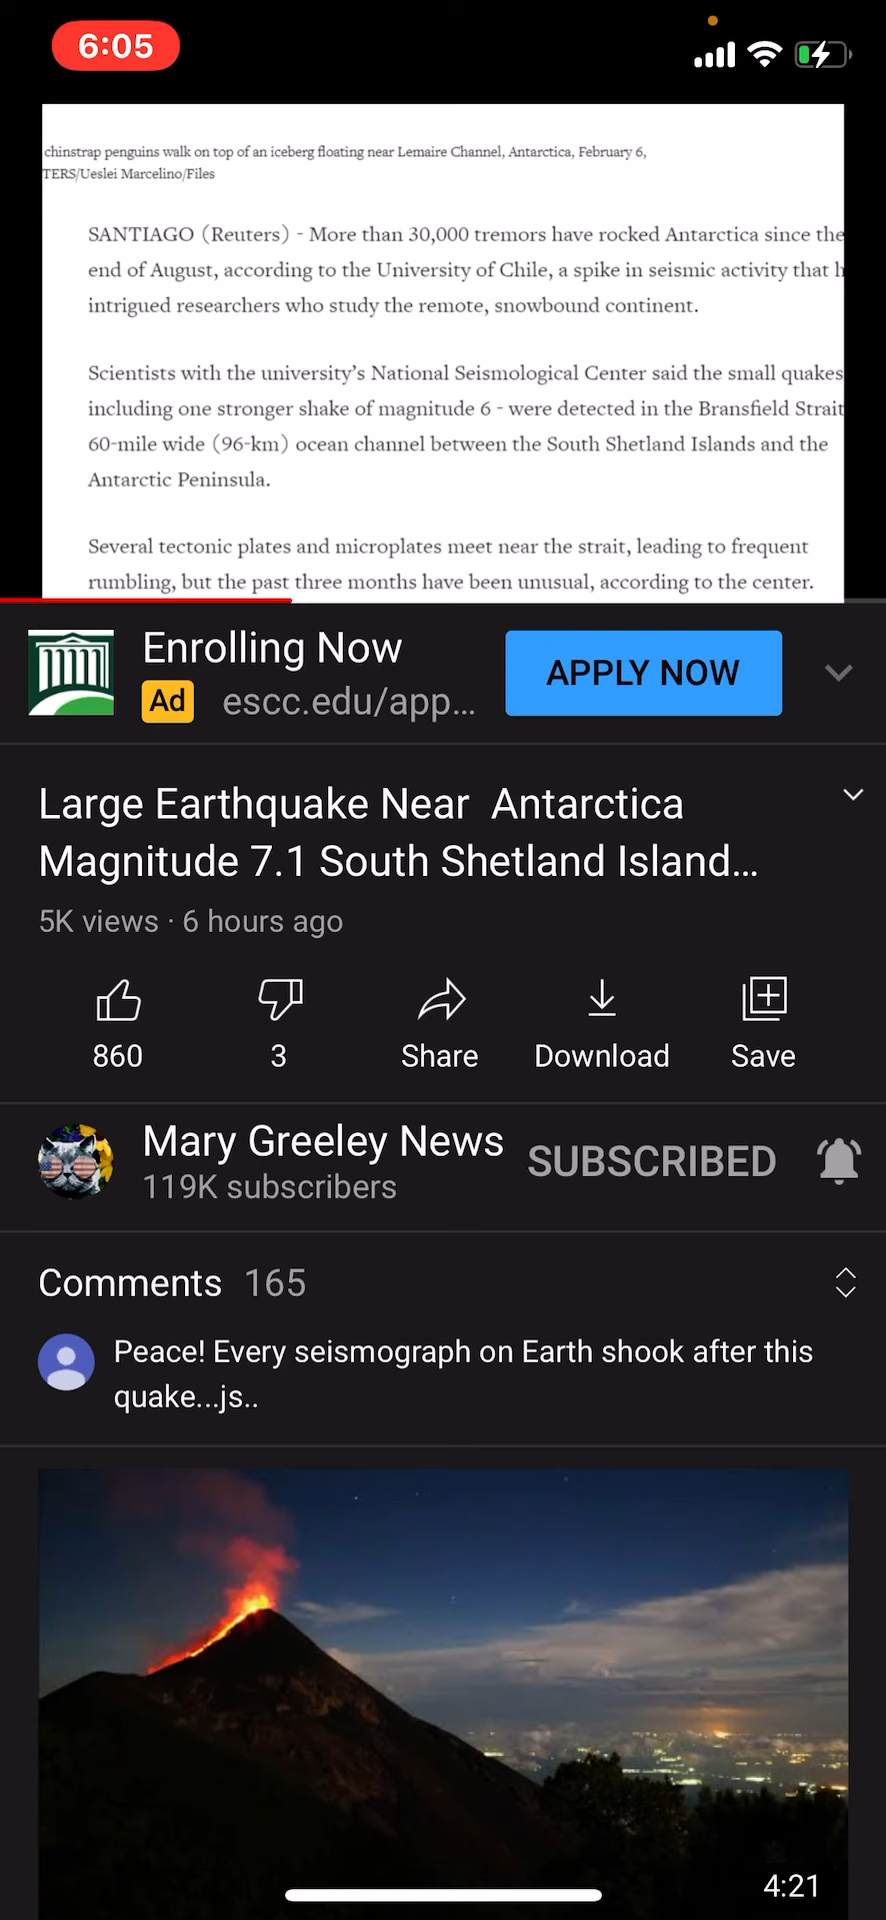 6:05
chinstrap penguins walk on top of an iceberg floating near Lemaire Channel, Antarctica, February 6,
TERS/Ueslei Marcelino/Files
SANTIAGO (Reuters) - More than 30,000 tremors have rocked Antarctica since the
end of August, according to the University of Chile, a spike in seismic activity that h
intrigued researchers who study the remote, snowbound continent.
Scientists with the university's National Seismological Center said the small quakes
including one stronger shake of magnitude 6 - were detected in the Bransfield Strait
60-mile wide (96-km) ocean channel between the South Shetland Islands and the
Antarctic Peninsula.
Several tectonic plates and microplates meet near the strait, leading to frequent
rumbling, but the past three months have been unusual, according to the center.
Enrolling Now
Ad escc.edu/app...
APPLY NOW
Large Earthquake Near Antarctica
Magnitude 7.1 South Shetland Island...
5K views · 6 hours ago
860 3 Share Download Save
Mary Greeley News
119K subscribers
SUBSCRIBED
Comments 165
Peace! Every seismograph on Earth shook after this
quake...js..
4:21